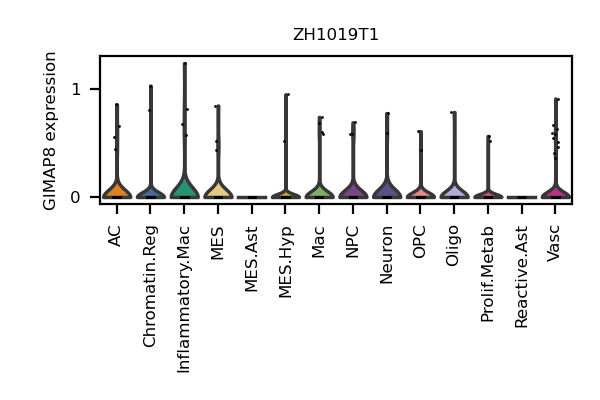 ZH1019T1
GIMAP8 expression
1
0
AC
Chromatin.Reg
Inflammatory.Mac
MES
MES.Ast
MES.Hyp
Mac
NPC
Neuron
OPC
Oligo
Prolif.Metab
Reactive.Ast
Vasc